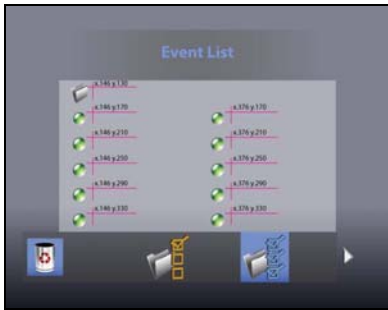 Event List
x.146 y.130
x.146 y.170 x.376 y.170
x.146 y.210 x.376 y.210
x.146 y.250 x.376 y.250
x.146 y.290 x.376 y.290
x.146 y.330 x.376 y.330